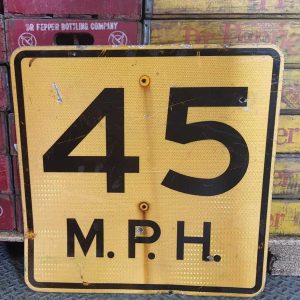 DR PEPPER BOTTLING COMPANY
45
M.P.H.